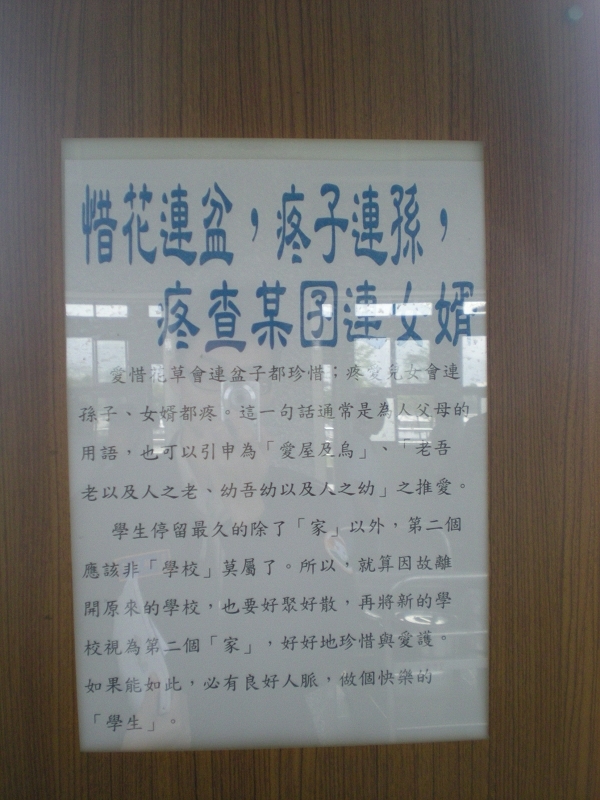 惜花連盆，疼子連孫，
疼查某囝連女婿
愛惜花草會連盆子都珍惜；疼愛兒女會連
孫子、女婿都疼。這一句話通常是為人父母的
用語，也可以引申為「愛屋及烏」、「老吾
老以及人之老、幼吾幼以及人之幼」之推愛。
學生停留最久的除了「家」以外，第二個
應該非「學校」莫屬了。所以，就算因故離
開原來的學校，也要好聚好散，再將新的學
校視為第二個「家」，好好地珍惜與愛護。
如果能如此，必有良好人脈，做個快樂的
「學生」。